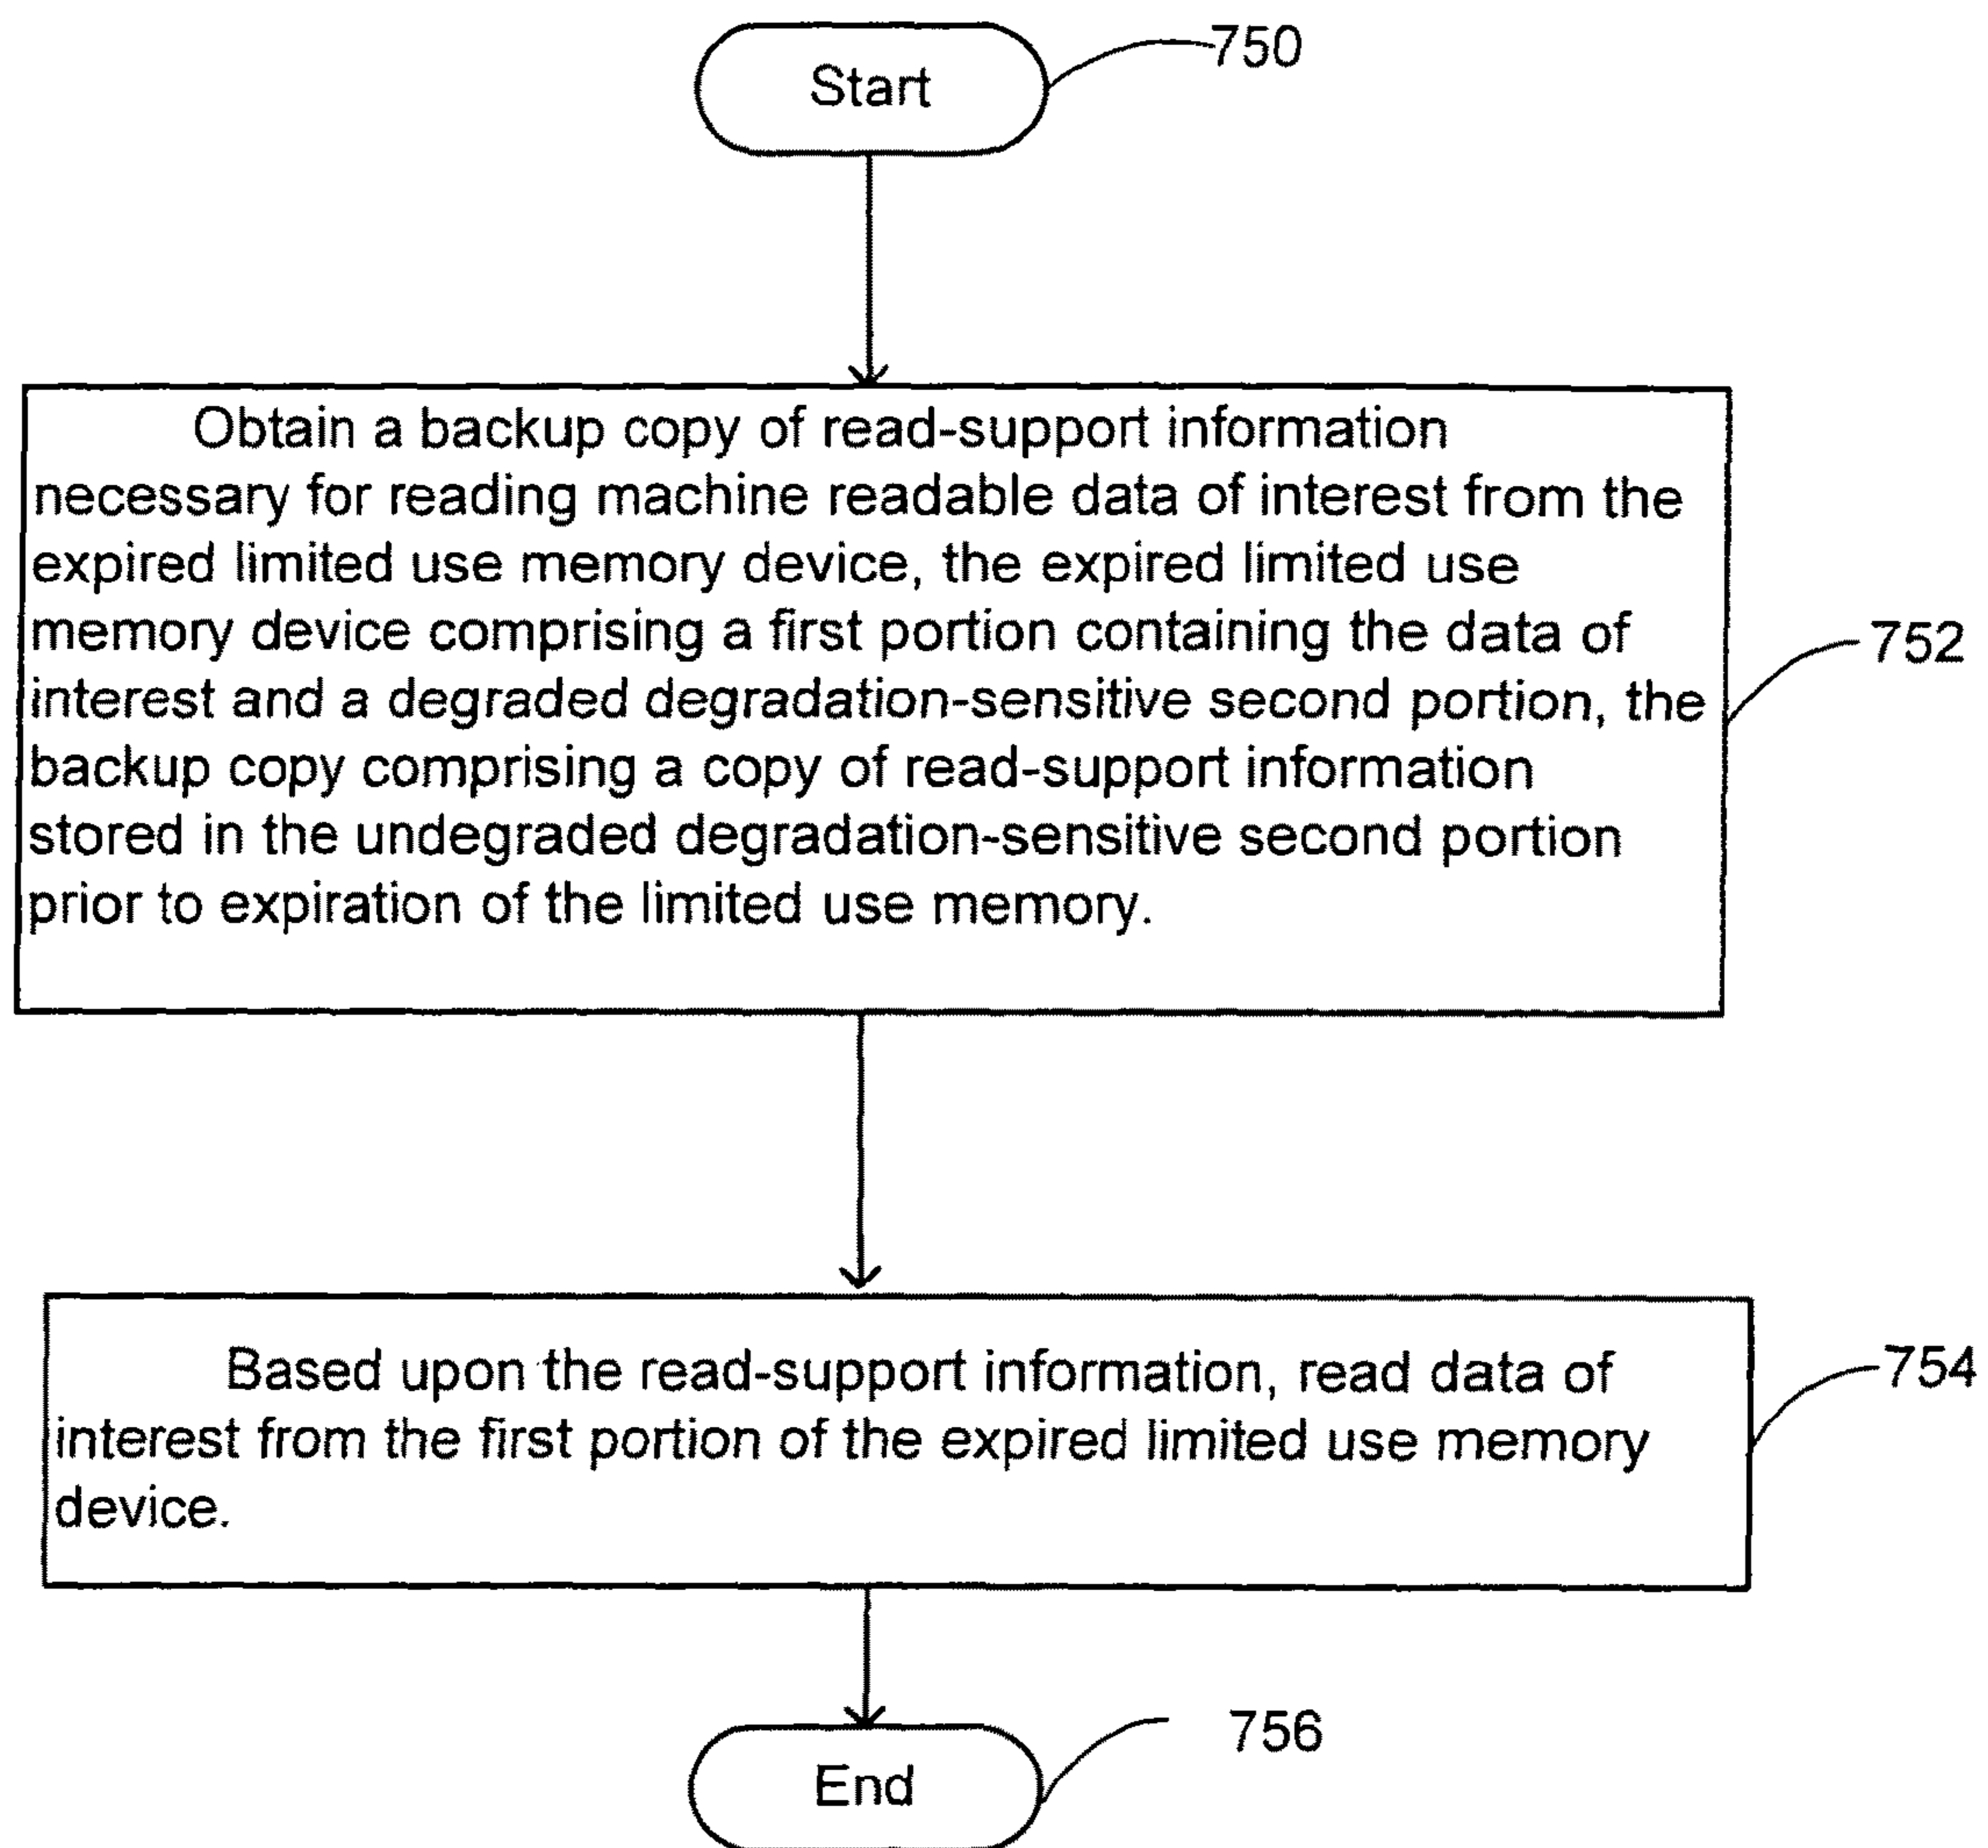 Start
750
Obtain a backup copy of read-support information
necessary for reading machine readable data of interest from the
expired limited use memory device, the expired limited use
memory device comprising a first portion containing the data of
interest and a degraded degradation-sensitive second portion, the
backup copy comprising a copy of read-support information
stored in the undegraded degradation-sensitive second portion
prior to expiration of the limited use memory.
752
Based upon the read-support information, read data of
interest from the first portion of the expired limited use memory
device.
754
End
756